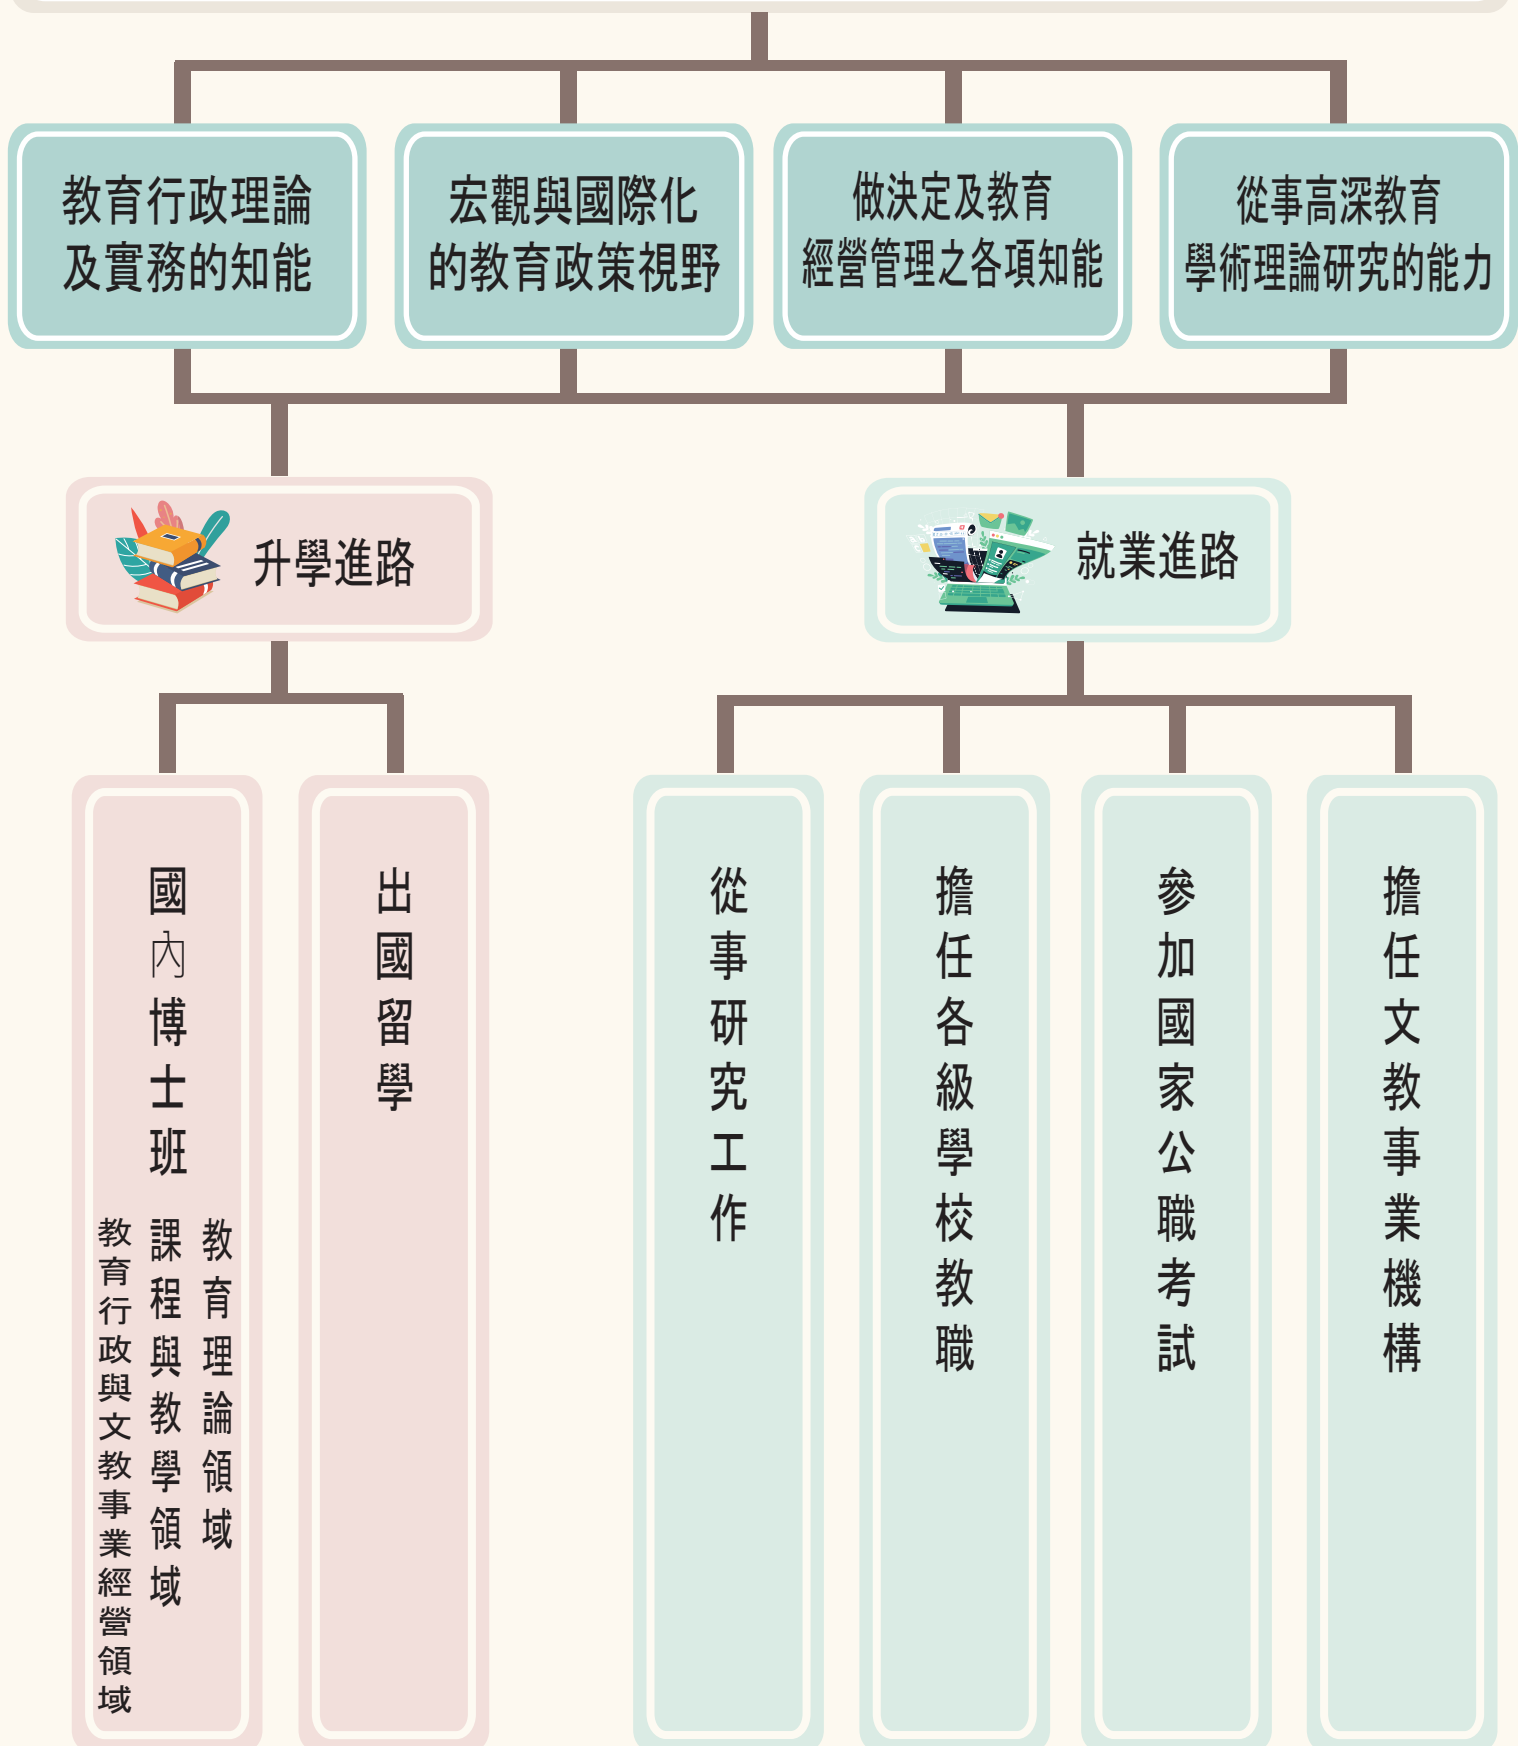 教育行政理論
及實務的知能
宏觀與國際化
的教育政策視野
做決定及教育
經營管理之各項知能
從事高深教育
學術理論研究的能力
升學進路
就業進路
國內博士班
教育理論領域
課程與教學領域
教育行政與文教事業經營領域
出國留學
從事研究工作
擔任各級學校教職
參加國家公職考試
擔任文教事業機構